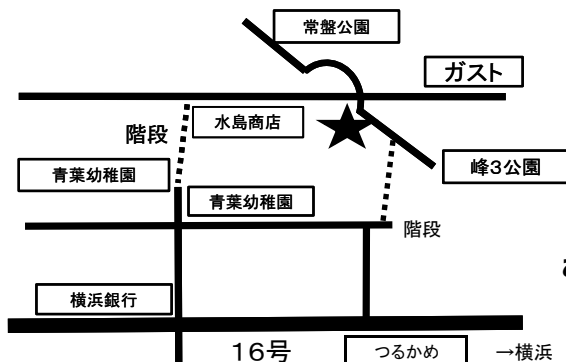 常盤公園
ガスト
階段
水島商店
青葉幼稚園
峰3公園
青葉幼稚園
階段
横浜銀行
16号
つるかめ
→横浜